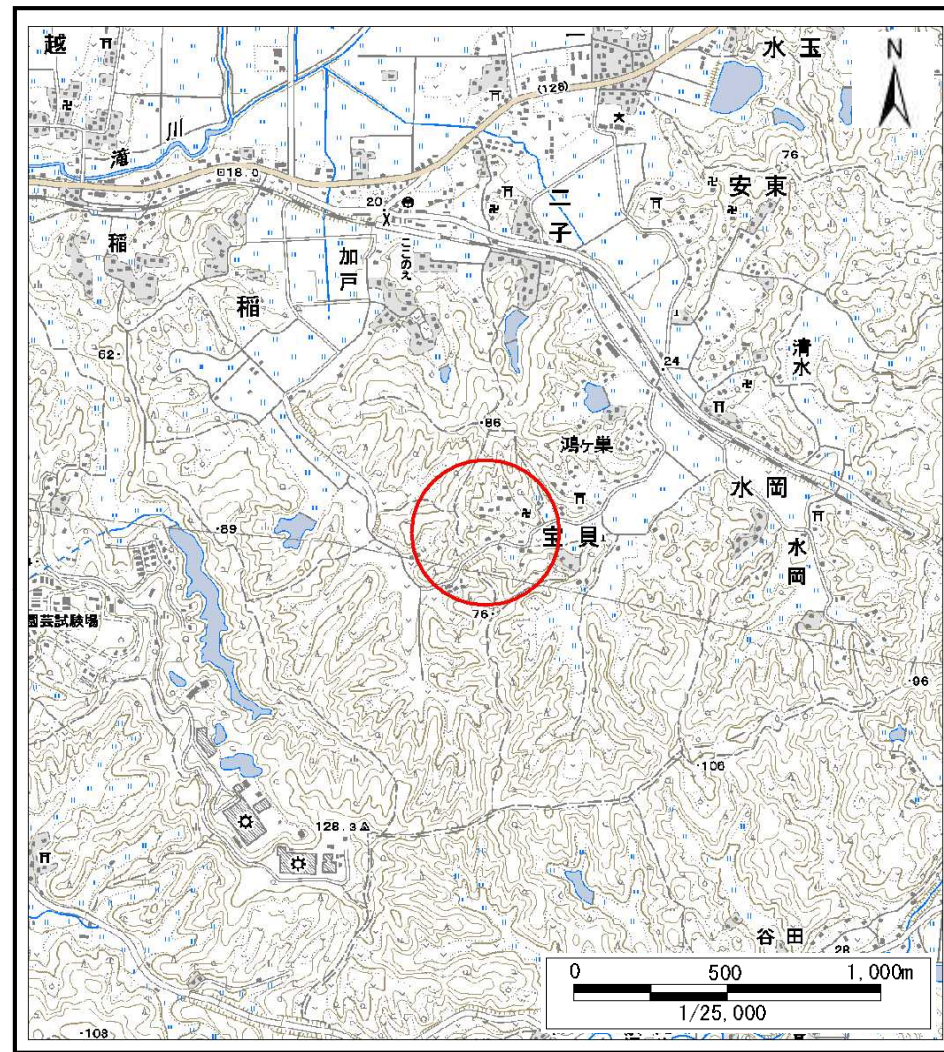 越
水玉
N
(128)
川
滝
18.0
76
安東
20
二子
稲
加戸
ここのえ
稲
62
24
清水
86
鴻ヶ巣
水岡
89
宝貝
水岡
園芸試験場
76
96
106
128.3
谷田
28
0 500 1,000m
1/25,000
108